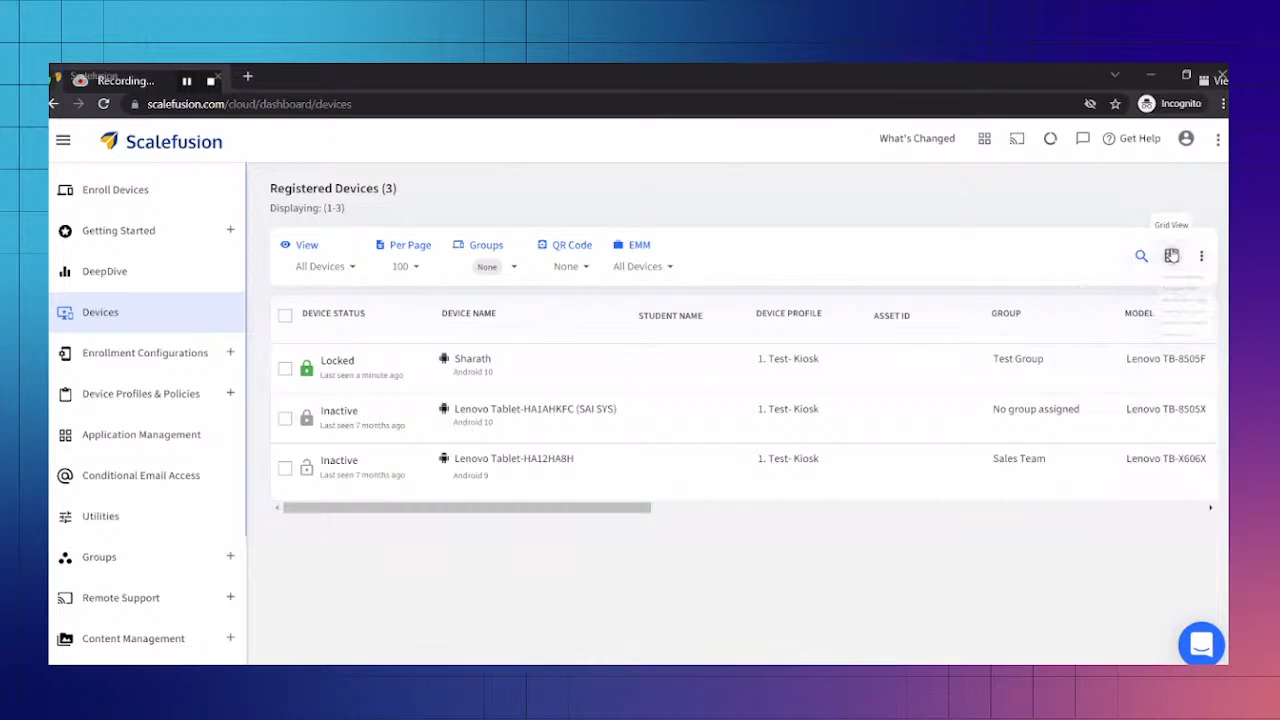 Recording...
scalefusion.com/cloud/dashboard/devices
Incognito
Scalefusion
What's Changed
Get Help
Enroll Devices
Getting Started
DeepDive
Devices
Enrollment Configurations
Device Profiles & Policies
Application Management
Conditional Email Access
Utilities
Groups
Remote Support
Content Management
Registered Devices (3)
Displaying: (1-3)
Grid View
View
Per Page
Groups
QR Code
EMM
All Devices
100
None
None
All Devices
DEVICE STATUS
DEVICE NAME
STUDENT NAME
DEVICE PROFILE
ASSET ID
GROUP
MODEL
Locked
Last seen a minute ago
Sharath
Android 10
1. Test- Kiosk
Test Group
Lenovo TB-8505F
Inactive
Last seen 7 months ago
Lenovo Tablet-HA1AHKFC (SAI SYS)
Android 10
1. Test- Kiosk
No group assigned
Lenovo TB-8505X
Inactive
Last seen 7 months ago
Lenovo Tablet-HA12HA8H
Android 9
1. Test- Kiosk
Sales Team
Lenovo TB-X606X